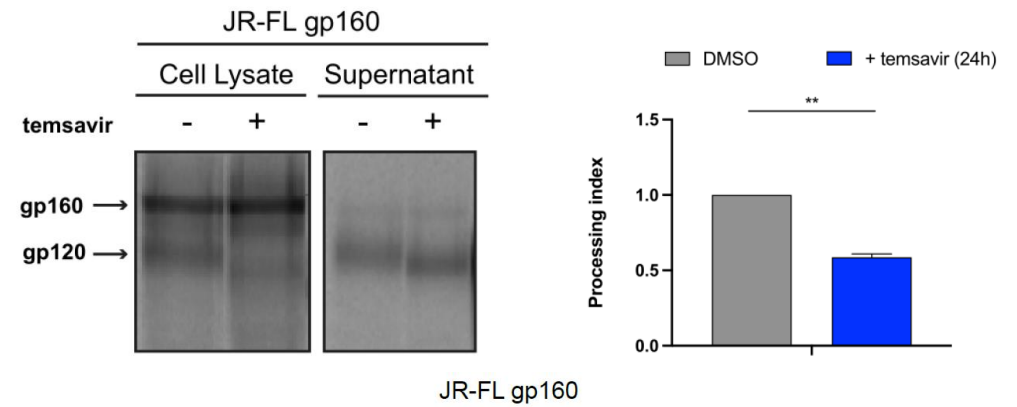 JR-FL gp160
Cell Lysate Supernatant
temsavir - + - +
gp160
gp120
DMSO + temsavir (24h)
**
Processing index
1.5
1.0
0.5
0.0
JR-FL gp160